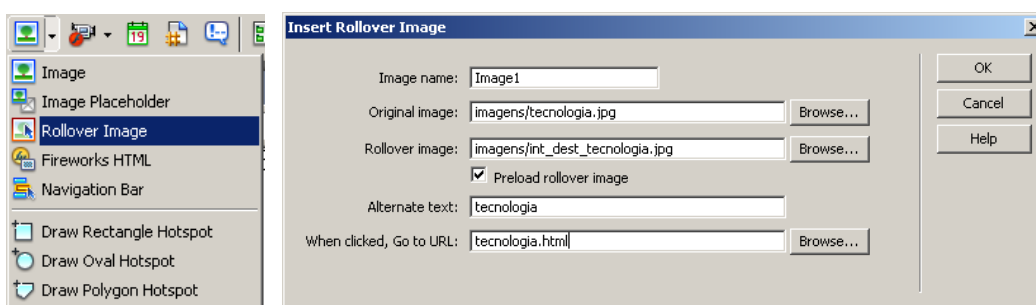 19
Image
Image Placeholder
Rollover Image
Fireworks HTML
Navigation Bar
Draw Rectangle Hotspot
Draw Oval Hotspot
Draw Polygon Hotspot
Insert Rollover Image
Image name: Image1
OK
Original image: imagens/tecnologia.jpg Browse...
Cancel
Rollover image: imagens/int_dest_tecnologia.jpg Browse...
Help
Preload rollover image
Alternate text: tecnologia
When clicked, Go to URL: tecnologia.html Browse...